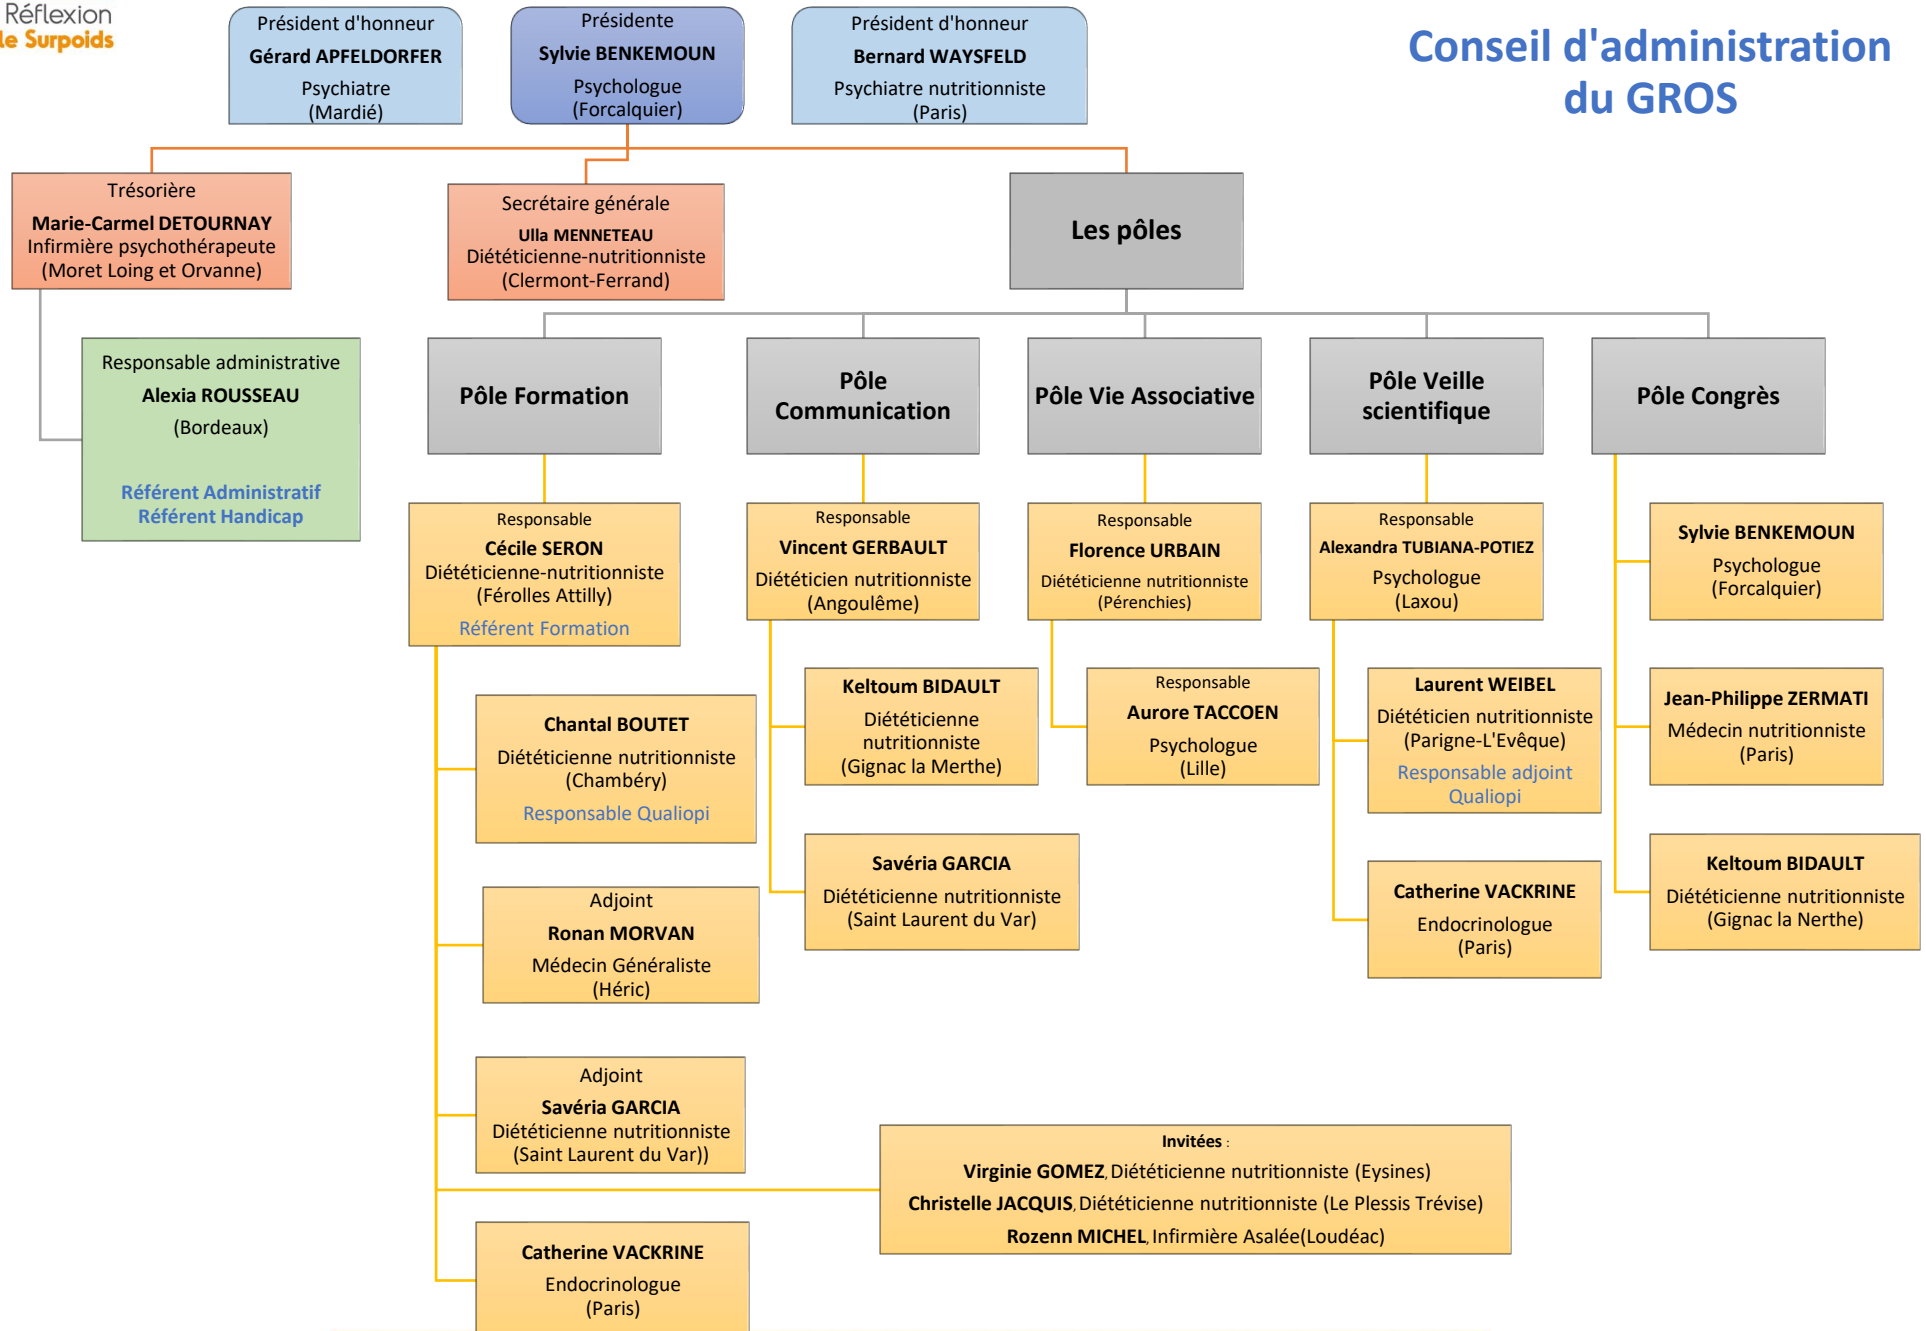 Réflexion
le Surpoids
Président d'honneur
Gérard APFELDORFER
Psychiatre
(Mardié)
Présidente
Sylvie BENKEMOUN
Psychologue
(Forcalquier)
Président d'honneur
Bernard WAYSFELD
Psychiatre nutritionniste
(Paris)
Conseil d'administration
du GROS
Trésorière
Marie-Carmel DETOURNAY
Infirmière psychothérapeute
(Moret Loing et Orvanne)
Secrétaire générale
Ulla MENNETEAU
Diététicienne-nutritionniste
(Clermont-Ferrand)
Les pôles
Responsable administrative
Alexia ROUSSEAU
(Bordeaux)
Référent Administratif
Référent Handicap
Pôle Formation
Pôle
Communication
Pôle Vie Associative
Pôle Veille
scientifique
Pôle Congrès
Responsable
Cécile SERON
Diététicienne-nutritionniste
(Férolles Attilly)
Référent Formation
Responsable
Vincent GERBAULT
Diététicien nutritionniste
(Angoulême)
Responsable
Florence URBAIN
Diététicienne nutritionniste
(Pérenchies)
Responsable
Alexandra TUBIANA-POTIEZ
Psychologue
(Laxou)
Sylvie BENKEMOUN
Psychologue
(Forcalquier)
Chantal BOUTET
Diététicienne nutritionniste
(Chambéry)
Responsable Qualiopi
Keltoum BIDAULT
Diététicienne
nutritionniste
(Gignac la Merthe)
Responsable
Aurore TACCOEN
Psychologue
(Lille)
Laurent WEIBEL
Diététicien nutritionniste
(Parigne-L'Evêque)
Responsable adjoint
Qualiopi
Jean-Philippe ZERMATI
Médecin nutritionniste
(Paris)
Adjoint
Ronan MORVAN
Médecin Généraliste
(Héric)
Savéria GARCIA
Diététicienne nutritionniste
(Saint Laurent du Var)
Catherine VACKRINE
Endocrinologue
(Paris)
Keltoum BIDAULT
Diététicienne nutritionniste
(Gignac la Nerthe)
Adjoint
Savéria GARCIA
Diététicienne nutritionniste
(Saint Laurent du Var))
Invitées :
Virginie GOMEZ, Diététicienne nutritionniste (Eysines)
Christelle JACQUIS, Diététicienne nutritionniste (Le Plessis Trévise)
Rozenn MICHEL, Infirmière Asalée(Loudéac)
Catherine VACKRINE
Endocrinologue
(Paris)